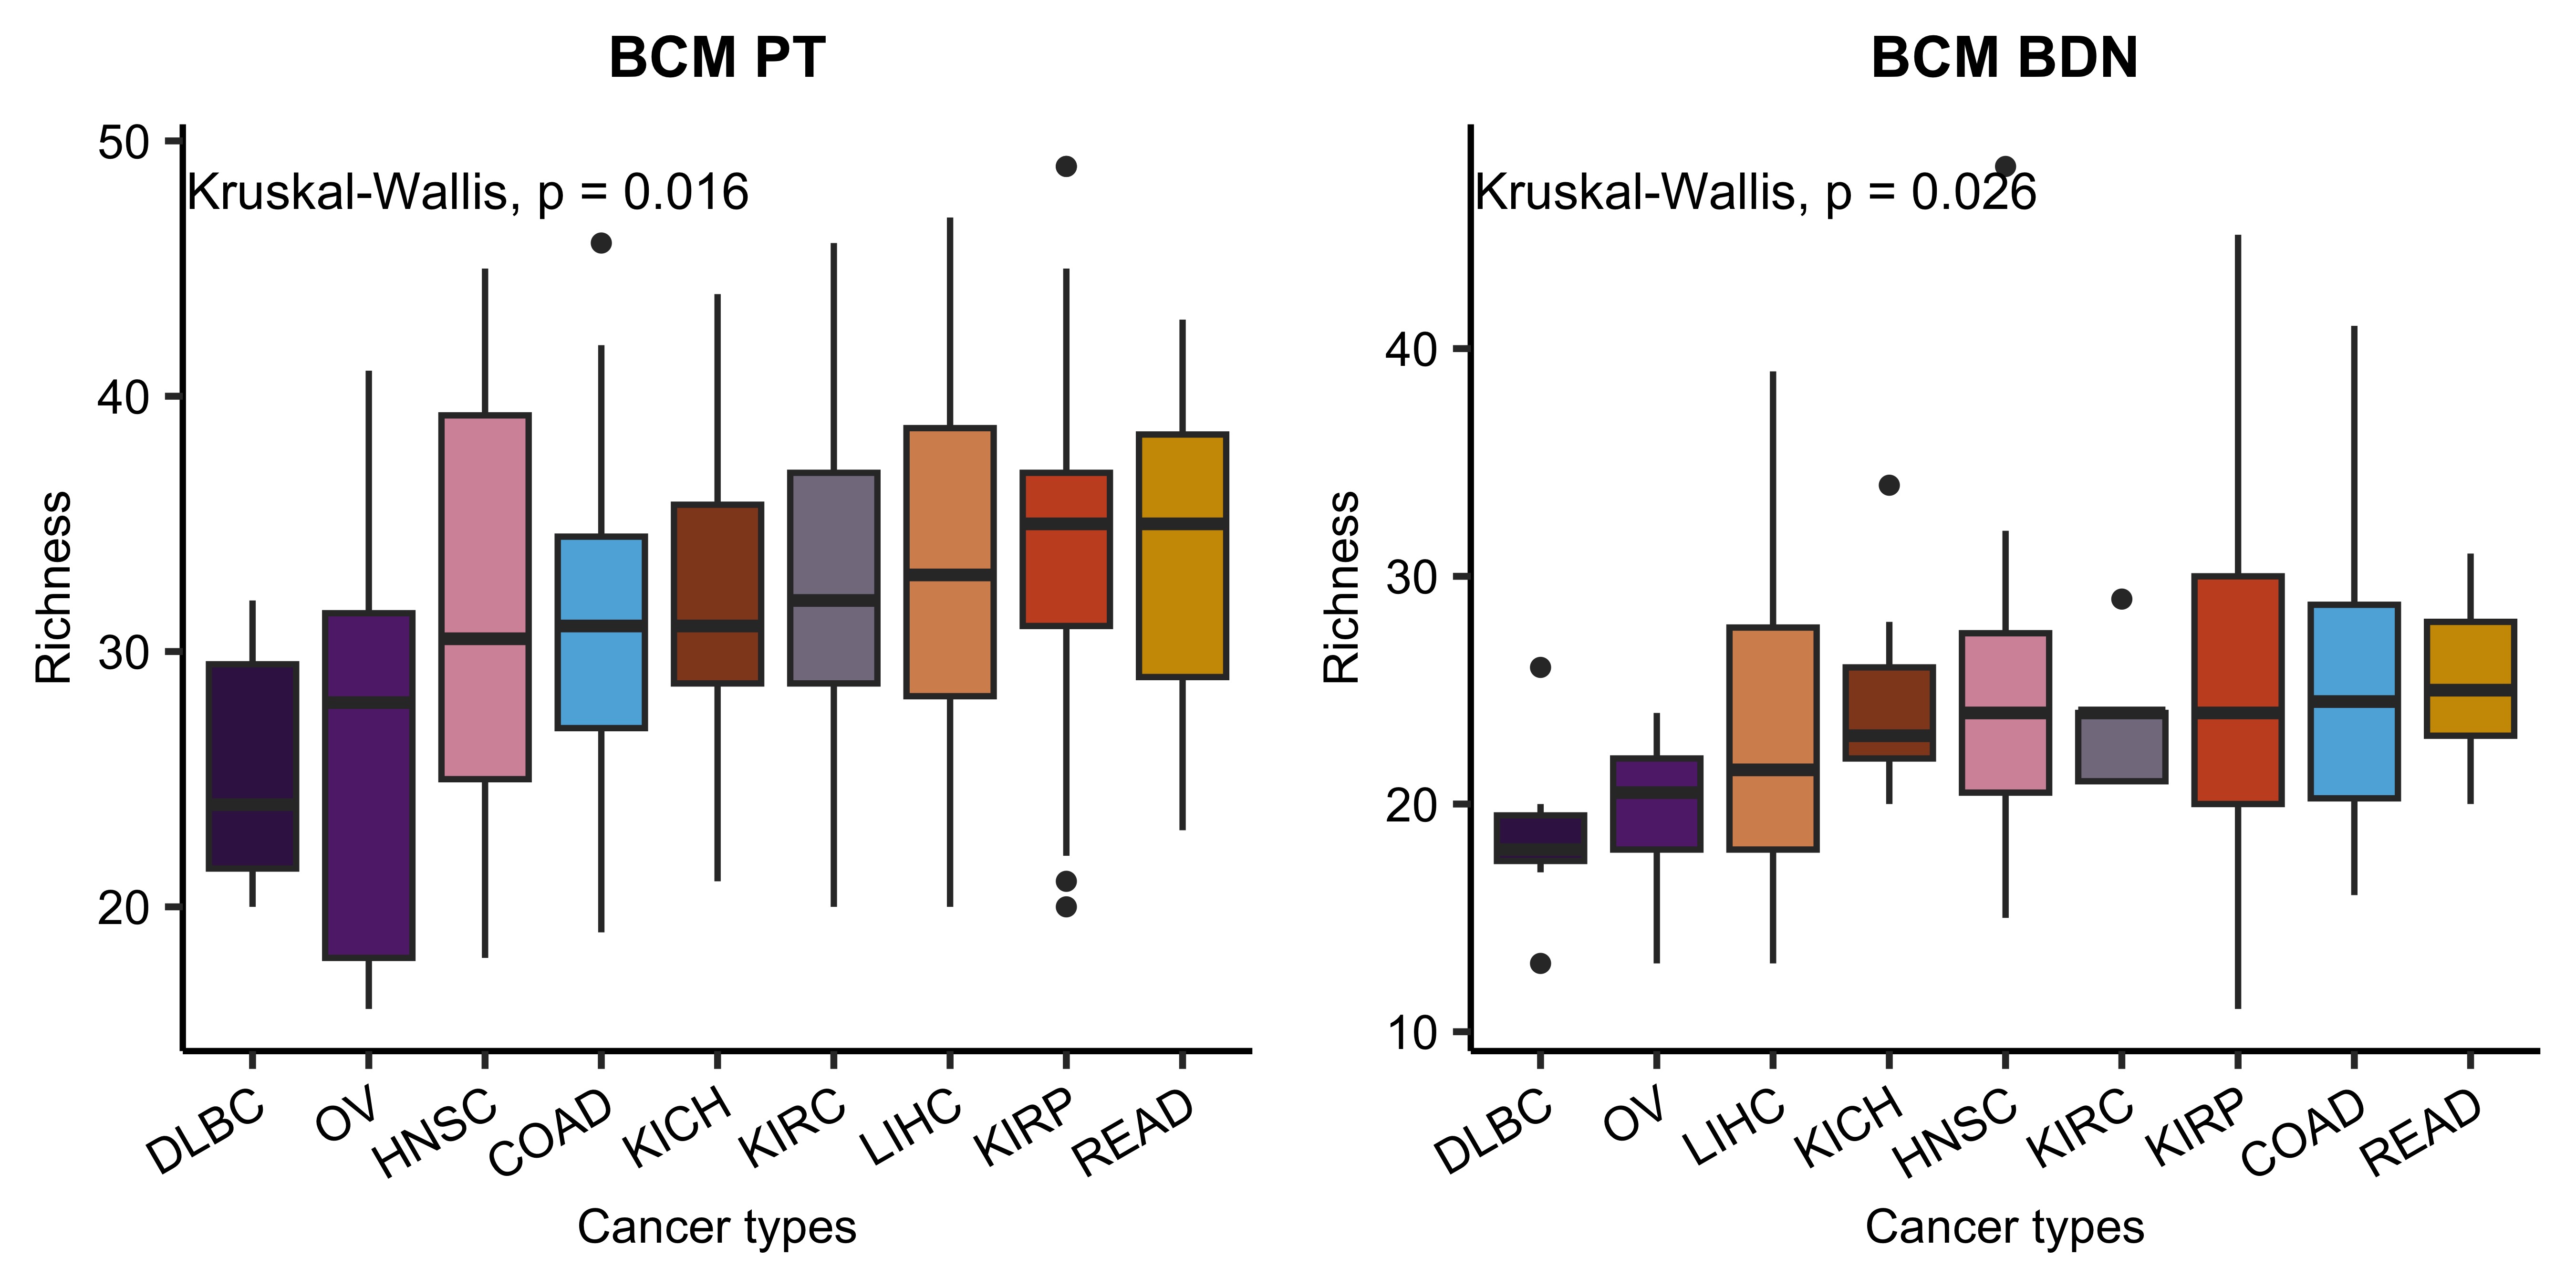 BCM PT
50
Kruskal-Wallis, p = 0.016
40
30
20
Richness
DLBC
OV
HNSC
COAD
KICH
KIRC
LIHC
KIRP
READ
Cancer types
BCM BDN
Kruskal-Wallis, p = 0.026
40
30
20
10
Richness
DLBC
OV
LIHC
KICH
HNSC
KIRC
KIRP
COAD
READ
Cancer types